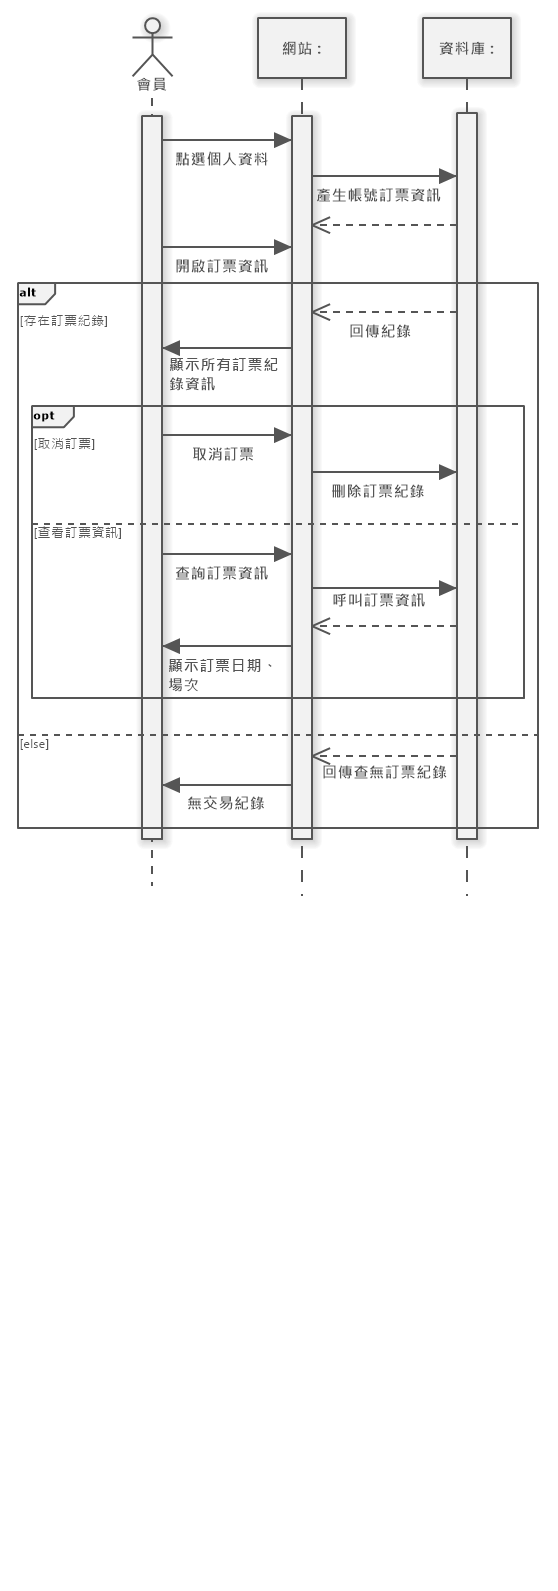 會員
網站 :
資料庫 :
點選個人資料
產生帳號訂票資訊
開啟訂票資訊
alt
[存在訂票紀錄]
回傳紀錄
顯示所有訂票紀
錄資訊
opt
[取消訂票]
取消訂票
刪除訂票紀錄
[查看訂票資訊]
查詢訂票資訊
呼叫訂票資訊
顯示訂票日期、
場次
[else]
回傳查無訂票紀錄
無交易紀錄